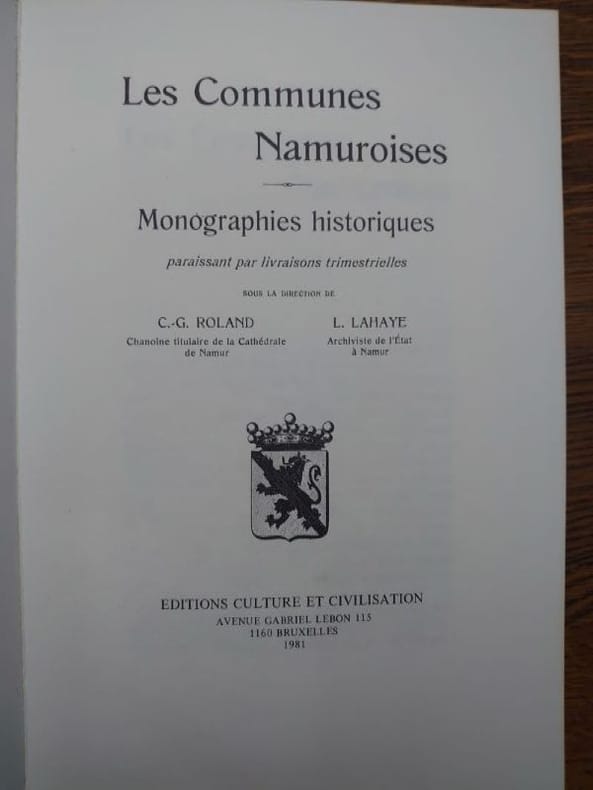 Les Communes
Namuroises
Monographies historiques
paraissant par livraisons trimestrielles
SOUS LA DIRECTION DE
C.-G. ROLAND
Chanoine titulaire de la Cathédrale
de Namur
L. LAHAYE
Archiviste de l'État
à Namur
EDITIONS CULTURE ET CIVILISATION
AVENUE GABRIEL LEBON 115
1160 BRUXELLES
1981